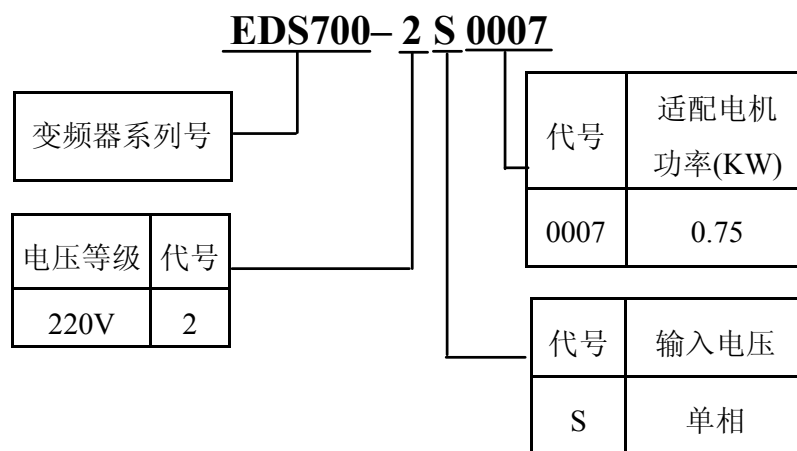 EDS700– 2 S 0007
变频器系列号
代号 适配电机
功率(KW)
0007 0.75
电压等级 代号
220V 2
代号 输入电压
S 单相